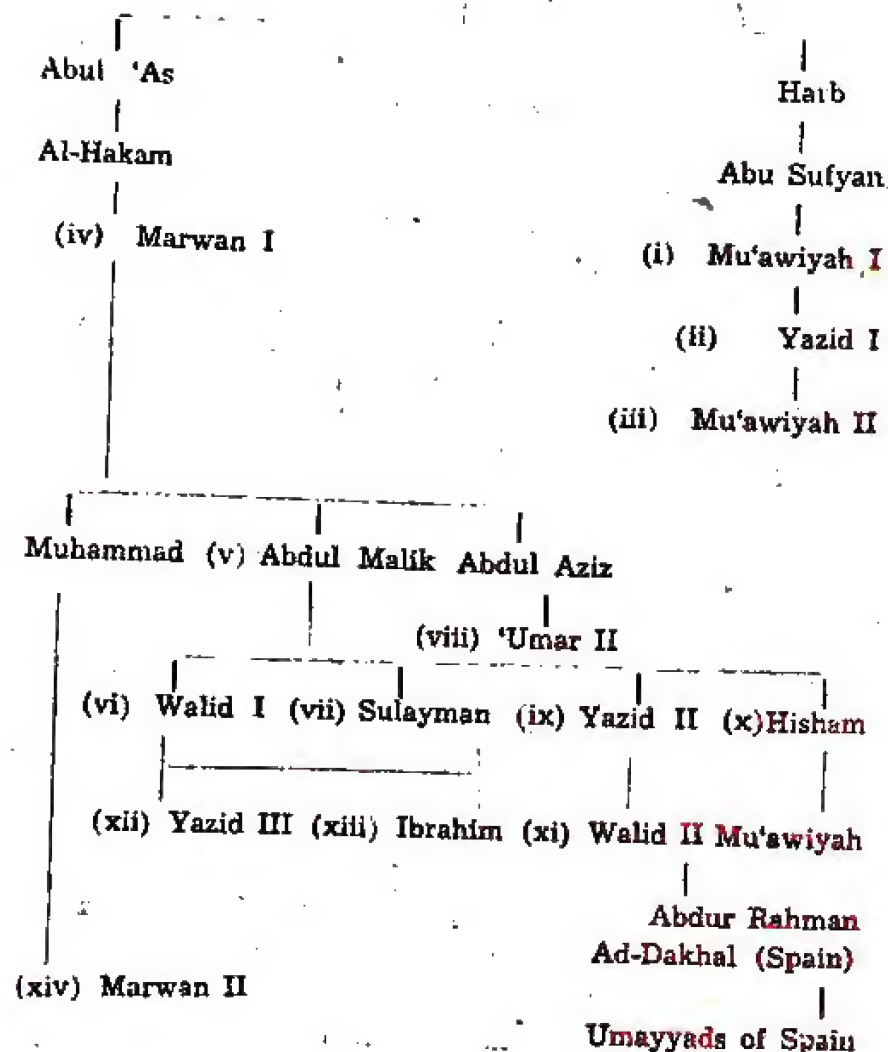 Abul ‘As
Harb
Al-Hakam
Abu Sufyan
(iv) Marwan I
(i) Mu‘awiyah I
(ii) Yazid I
(iii) Mu‘awiyah II
Muhammad (v) Abdul Malik Abdul Aziz
(viii) ‘Umar II
(vi) Walid I (vii) Sulayman (ix) Yazid II (x) Hisham
(xii) Yazid III (xiii) Ibrahim (xi) Walid II Mu‘awiyah
Abdur Rahman
Ad-Dakhal (Spain)
(xiv) Marwan II
Umayyads of Spain